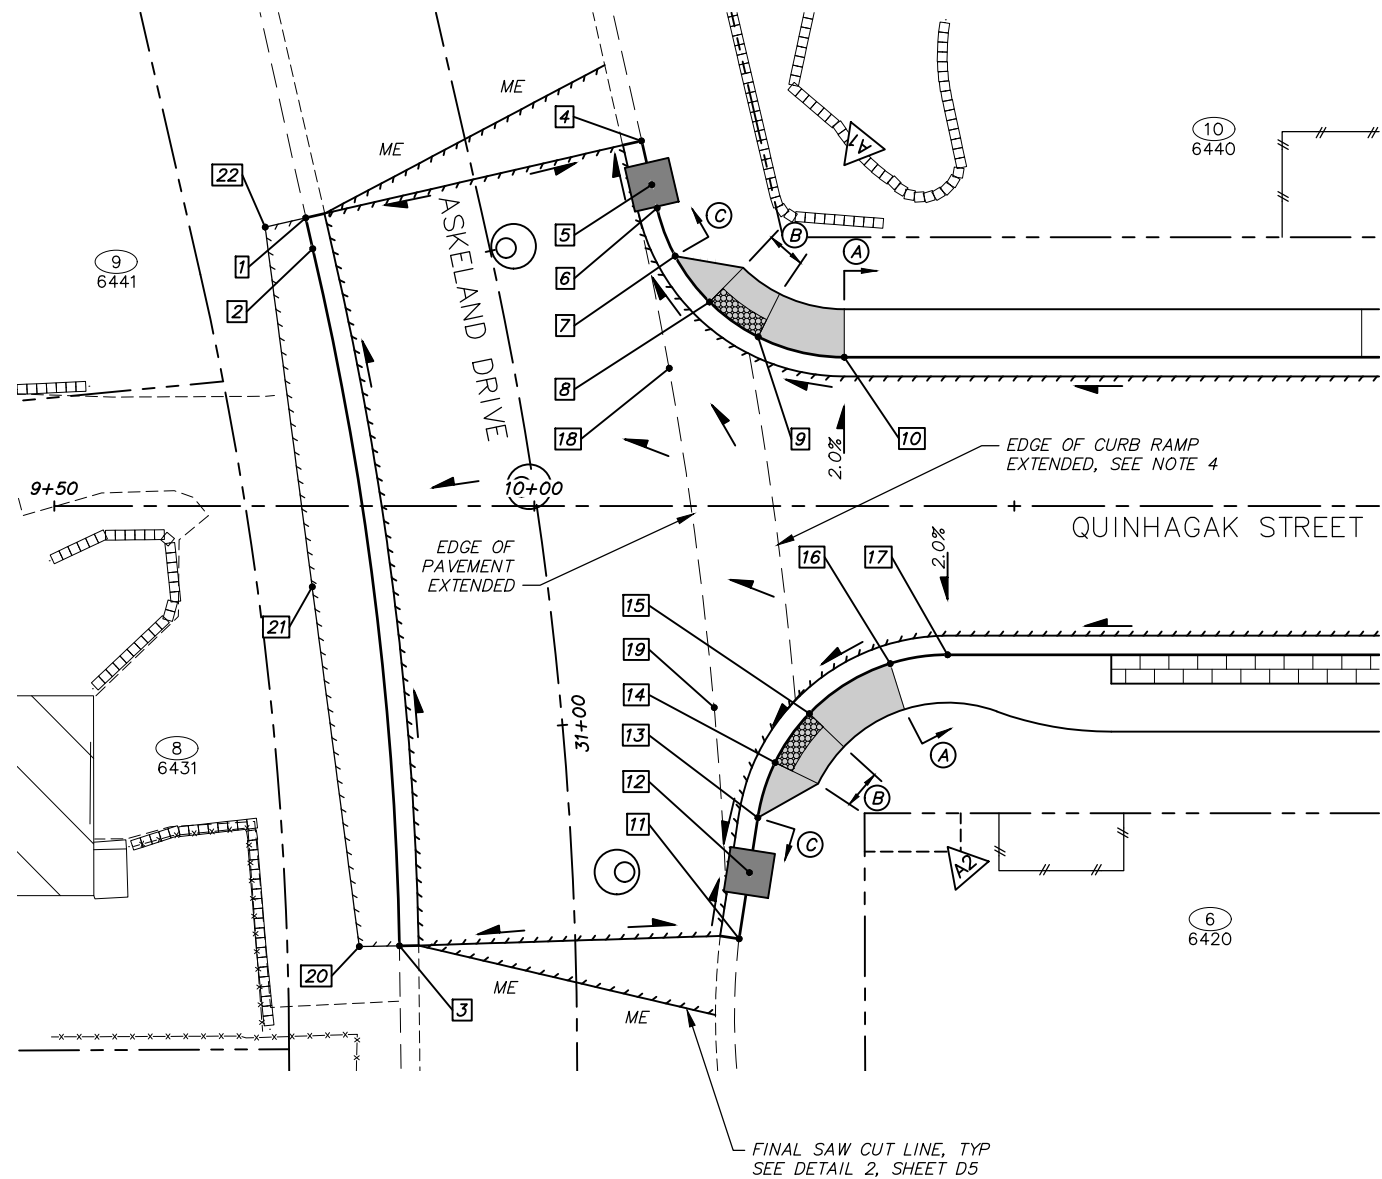 ME
ME
4
A1
10
6440
22
C
B
A
ASKELAND DRIVE
5
9
6441
1
6
2
7
8
18
9
10
2.0%
EDGE OF CURB RAMP
EXTENDED, SEE NOTE 4
9+50
10+00
QUINHAGAK STREET
EDGE OF
PAVEMENT
EXTENDED
2.0%
16
17
15
21
19
14
31+00
13
8
6431
A
12
B
11
C
A2
6
6420
20
ME
3
ME
FINAL SAW CUT LINE, TYP
SEE DETAIL 2, SHEET D5